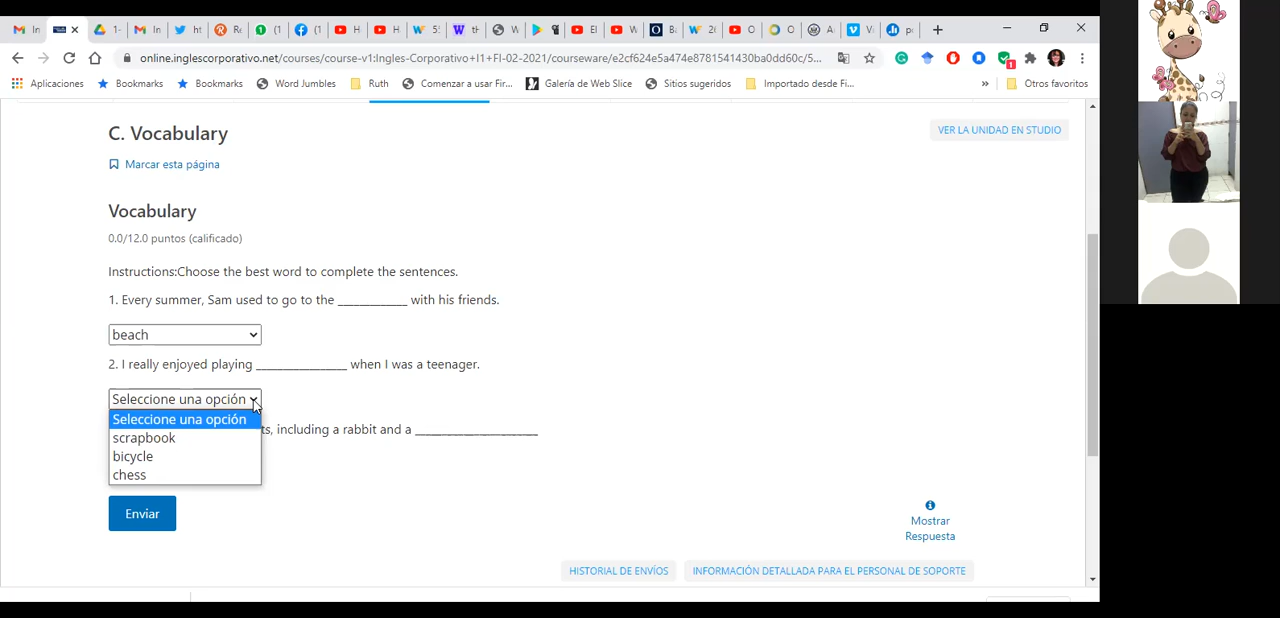 online.inglescorporativo.net/courses/course-v1:Ingles-Corporativo+I1+FI-02-2021/courseware/e2cf624e5a474e8781541430ba0dd60c/5...
Aplicaciones Bookmarks Bookmarks Word Jumbles Ruth Comenzar a usar Fir... Galería de Web Slice Sitios sugeridos Importado desde Fi... » Otros favoritos
C. Vocabulary
VER LA UNIDAD EN STUDIO
Marcar esta página
Vocabulary
0.0/12.0 puntos (calificado)
Instructions:Choose the best word to complete the sentences.
1. Every summer, Sam used to go to the _____________ with his friends.
beach
2. I really enjoyed playing _________________ when I was a teenager.
Seleccione una opción
Seleccione una opción
scrapbook
ts, including a rabbit and a _______________________
bicycle
chess
Enviar
Mostrar
Respuesta
HISTORIAL DE ENVÍOS INFORMACIÓN DETALLADA PARA EL PERSONAL DE SOPORTE